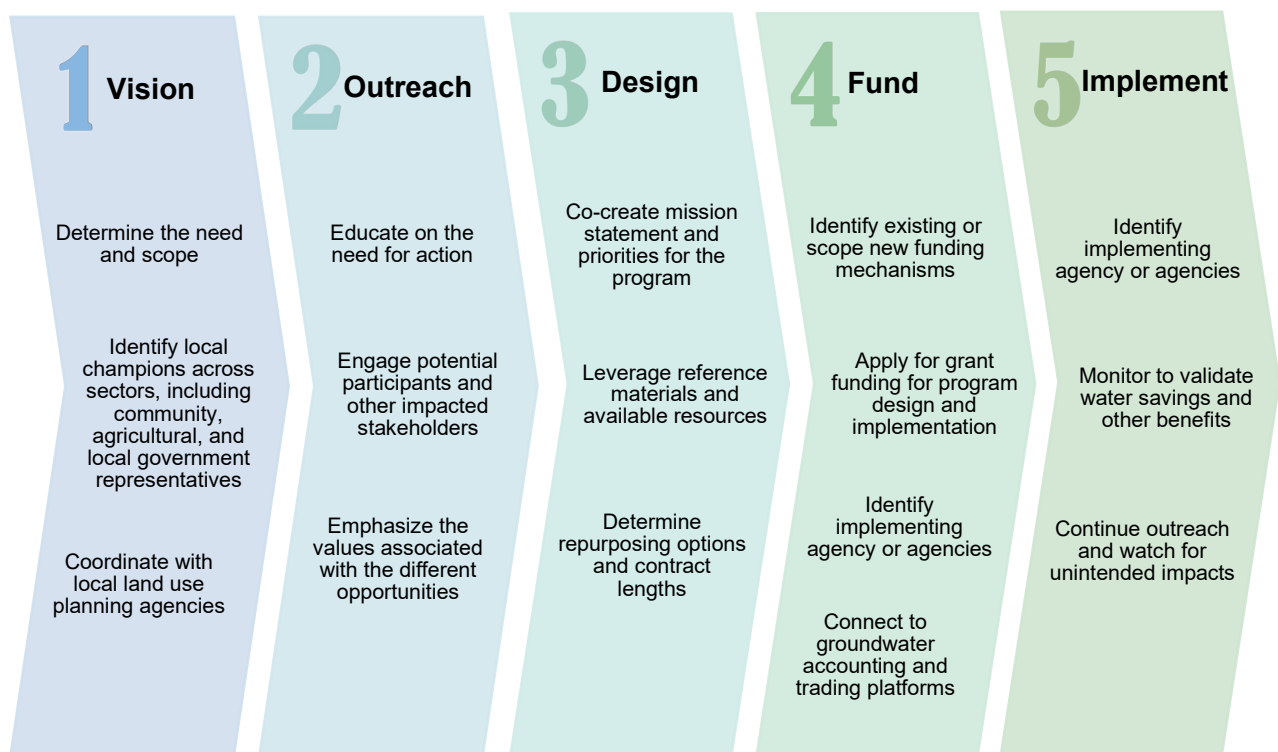 1 Vision
Determine the need
and scope
Identify local
champions across
sectors, including
community,
agricultural, and
local government
representatives
Coordinate with
local land use
planning agencies
2 Outreach
Educate on the
need for action
Engage potential
participants and
other impacted
stakeholders
Emphasize the
values associated
with the different
opportunities
3 Design
Co-create mission
statement and
priorities for the
program
Leverage reference
materials and
available resources
Determine
repurposing options
and contract
lengths
4 Fund
Identify existing or
scope new funding
mechanisms
Apply for grant
funding for program
design and
implementation
Identify
implementing
agency or agencies
Connect to
groundwater
accounting and
trading platforms
5 Implement
Identify
implementing
agency or agencies
Monitor to validate
water savings and
other benefits
Continue outreach
and watch for
unintended impacts